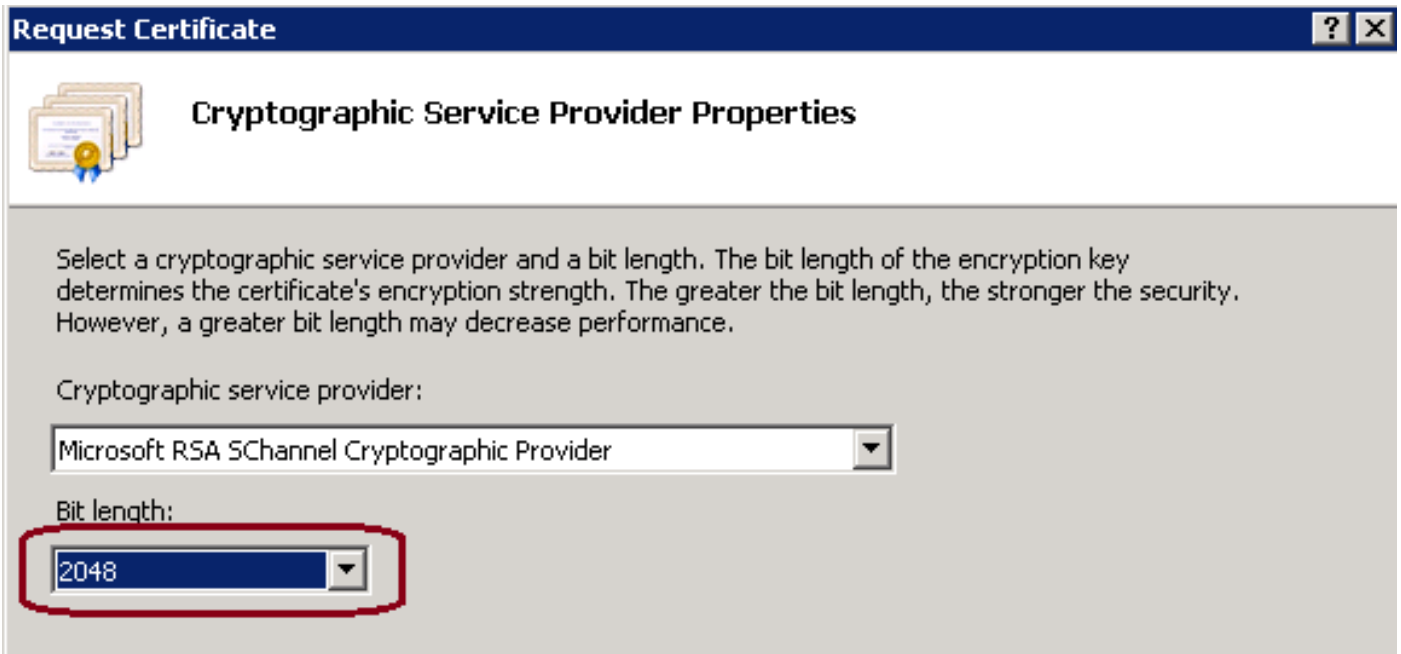 Request Certificate
?
Cryptographic Service Provider Properties
Select a cryptographic service provider and a bit length. The bit length of the encryption key
determines the certificate's encryption strength. The greater the bit length, the stronger the security.
However, a greater bit length may decrease performance.
Cryptographic service provider:
Microsoft RSA SChannel Cryptographic Provider
Bit length:
2048